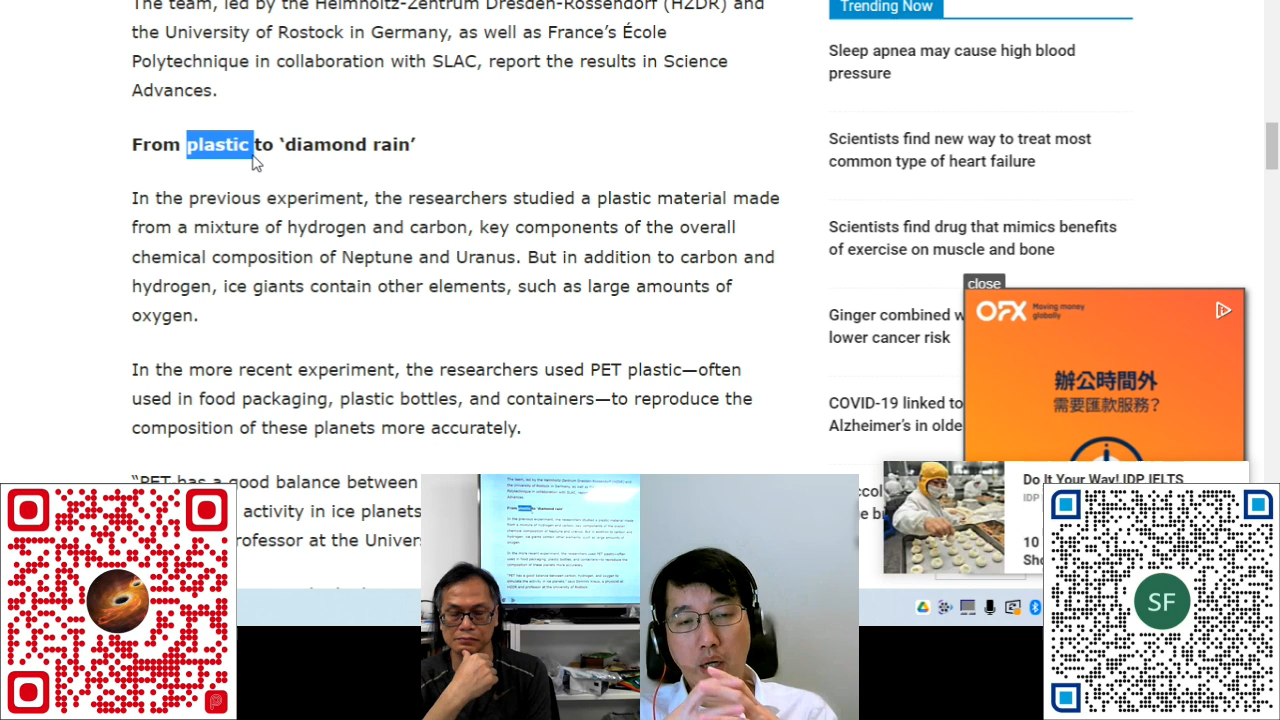 The team, led by the Helmholtz-Zentrum Dresden-Rossendorf (HZDR) and
the University of Rostock in Germany, as well as France’s École
Polytechnique in collaboration with SLAC, report the results in Science
Advances.
From plastic to ‘diamond rain’
In the previous experiment, the researchers studied a plastic material made
from a mixture of hydrogen and carbon, key components of the overall
chemical composition of Neptune and Uranus. But in addition to carbon and
hydrogen, ice giants contain other elements, such as large amounts of
oxygen.
In the more recent experiment, the researchers used PET plastic—often
used in food packaging, plastic bottles, and containers—to reproduce the
composition of these planets more accurately.
“PET has a good balance between
activity in ice planets
rofessor at the Univer
Trending Now
Sleep apnea may cause high blood
pressure
Scientists find new way to treat most
common type of heart failure
Scientists find drug that mimics benefits
of exercise on muscle and bone
Ginger combined w
lower cancer risk
COVID-19 linked to
Alzheimer’s in olde
close
OFX Moving money
globally
辦公時間外
需要匯款服務?
Do It Your Way! IDP IELTS
IDP
10
Sho
SF